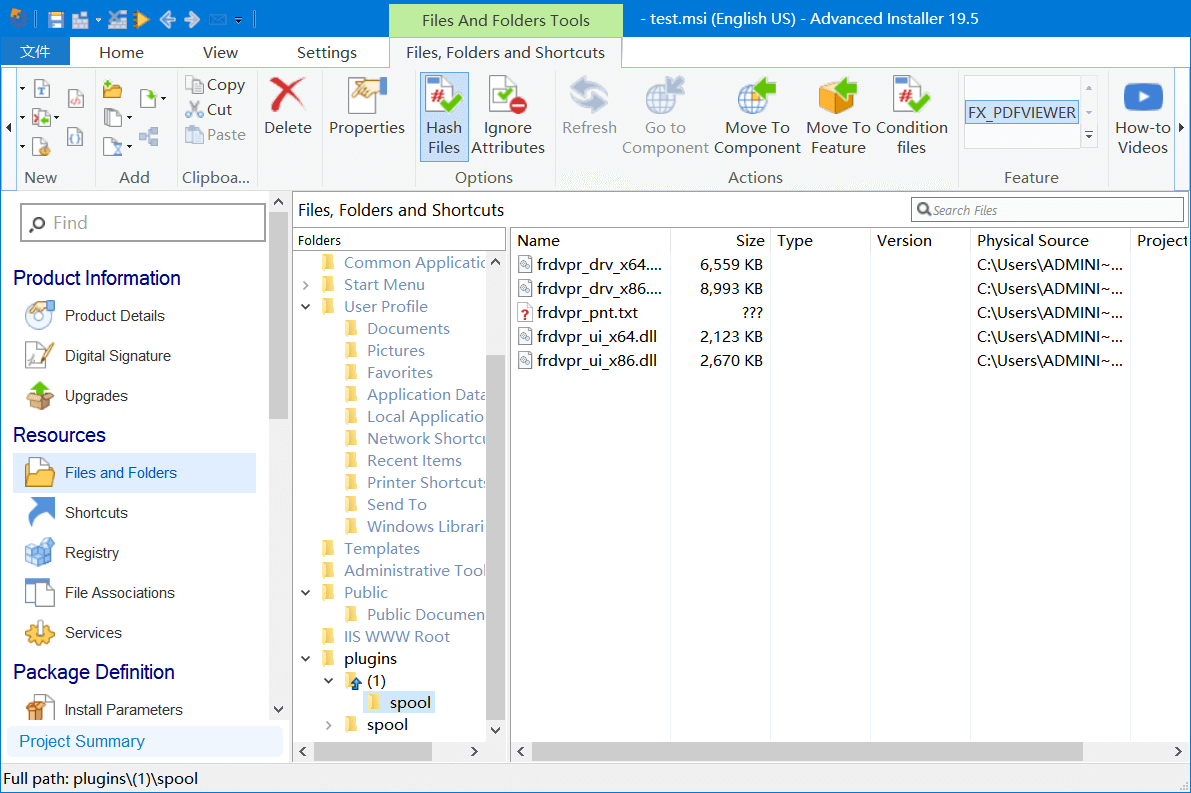 Files And Folders Tools
- test.msi (English US) - Advanced Installer 19.5
文件
Home
View
Settings
Files, Folders and Shortcuts
New
Add
Copy
Cut
Paste
Clipboa...
Delete
Properties
Hash Files
Ignore Attributes
Options
Refresh
Go to Component
Move To Component
Move To Feature
Condition files
Actions
FX_PDFVIEWER
Feature
How-to Videos
Find
Product Information
Product Details
Digital Signature
Upgrades
Resources
Files and Folders
Shortcuts
Registry
File Associations
Services
Package Definition
Install Parameters
Project Summary
Files, Folders and Shortcuts
Search Files
Folders
Common Applicatic
Start Menu
User Profile
Documents
Pictures
Favorites
Application Data
Local Applicatio
Network Shortcu
Recent Items
Printer Shortcuts
Send To
Windows Librari
Templates
Administrative Tool
Public
Public Documen
IIS WWW Root
plugins
(1)
spool
spool
Name Size Type Version Physical Source Project
frdvpr_drv_x64.... 6,559 KB C:\Users\ADMINI~...
frdvpr_drv_x86.... 8,993 KB C:\Users\ADMINI~...
frdvpr_pnt.txt ??? C:\Users\ADMINI~...
frdvpr_ui_x64.dll 2,123 KB C:\Users\ADMINI~...
frdvpr_ui_x86.dll 2,670 KB C:\Users\ADMINI~...
Full path: plugins\(1)\spool